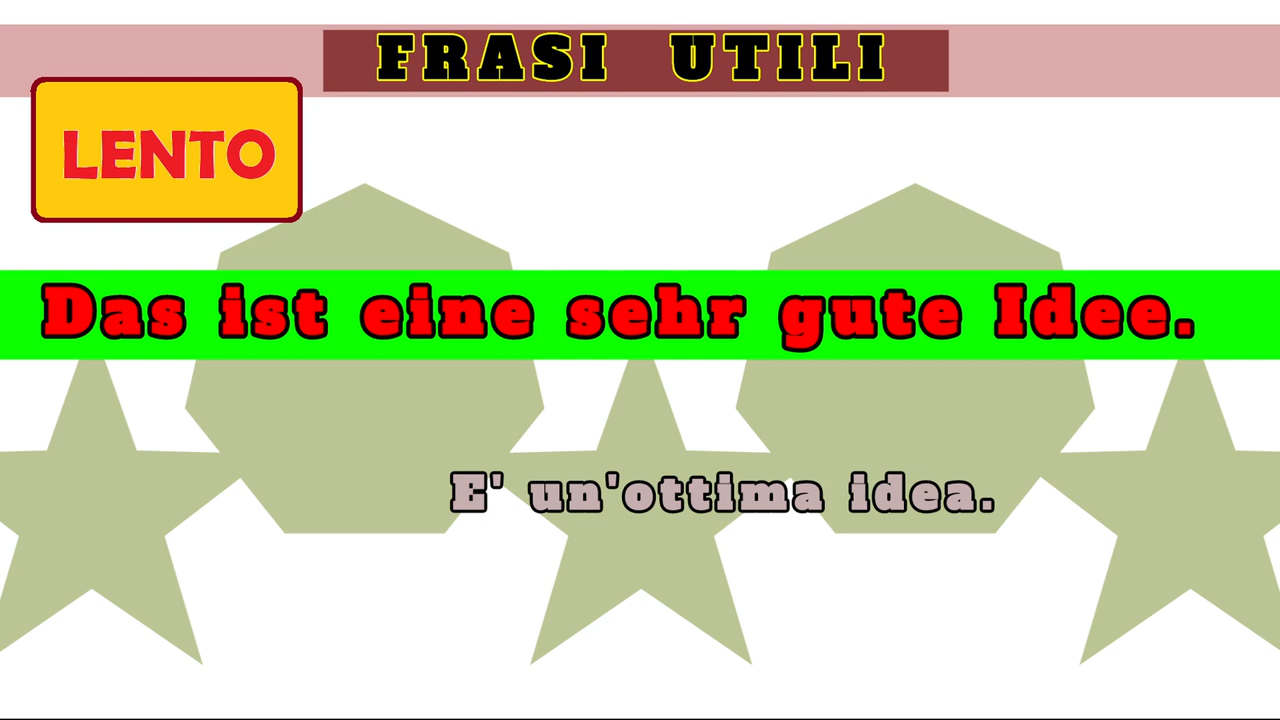 FRASI UTILI
LENTO
Das ist eine sehr gute Idee.
E' un'ottima idea.